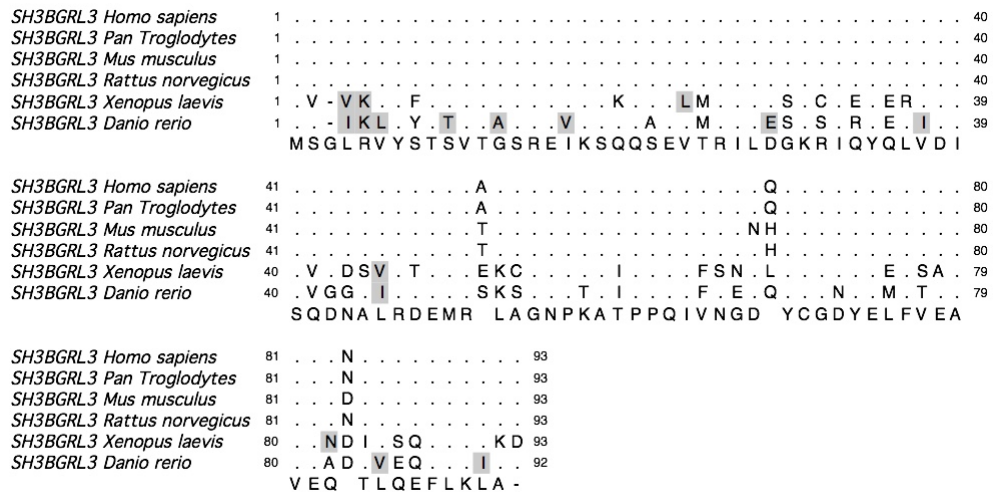 SH3BGRL3 Homo sapiens 1 . . . . . . . . . . . . . . . . . . . . . . . . . . . . . . . . . . . . . . . . 40
SH3BGRL3 Pan Troglodytes 1 . . . . . . . . . . . . . . . . . . . . . . . . . . . . . . . . . . . . . . . . 40
SH3BGRL3 Mus musculus 1 . . . . . . . . . . . . . . . . . . . . . . . . . . . . . . . . . . . . . . . . 40
SH3BGRL3 Rattus norvegicus 1 . . . . . . . . . . . . . . . . . . . . . . . . . . . . . . . . . . . . . . . . 40
SH3BGRL3 Xenopus laevis 1 . V - V K . . F . . . . . . . . . . . K . . . L M . . . . S . C . E . E R . . . 39
SH3BGRL3 Danio rerio 1 . . - I K L . Y . T . . A . . . V . . . . A . . M . . . E S . S . R . E . I . . 39
M S G L R V Y S T S V T G S R E I K S Q Q S E V T R I L D G K R I Q Y Q L V D I
SH3BGRL3 Homo sapiens 41 . . . . . . . . . . . A . . . . . . . . . . . . . . . . Q . . . . . . . . . . . 80
SH3BGRL3 Pan Troglodytes 41 . . . . . . . . . . . A . . . . . . . . . . . . . . . . Q . . . . . . . . . . . 80
SH3BGRL3 Mus musculus 41 . . . . . . . . . . . T . . . . . . . . . . . . . . . N H . . . . . . . . . . . 80
SH3BGRL3 Rattus norvegicus 41 . . . . . . . . . . . T . . . . . . . . . . . . . . . . H . . . . . . . . . . . 80
SH3BGRL3 Xenopus laevis 40 . V . D S V . T . . . E K C . . . . . I . . . . F S N . L . . . . . . E . S A . 79
SH3BGRL3 Danio rerio 40 . V G G . I . . . . . S K S . . . T . I . . . . F . E . Q . . . N . . M . T . . 79
S Q D N A L R D E M R L A G N P K A T P P Q I V N G D Y C G D Y E L F V E A
SH3BGRL3 Homo sapiens 81 . . . N . . . . . . . . . . 93
SH3BGRL3 Pan Troglodytes 81 . . . N . . . . . . . . . . 93
SH3BGRL3 Mus musculus 81 . . . D . . . . . . . . . . 93
SH3BGRL3 Rattus norvegicus 81 . . . N . . . . . . . . . . 93
SH3BGRL3 Xenopus laevis 80 . . N D I . S Q . . . . K D 93
SH3BGRL3 Danio rerio 80 . . A D . V E Q . . . I . . 92
V E Q T L Q E F L K L A -